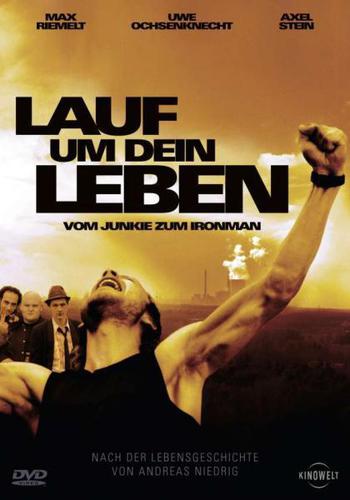 MAX RIEMELT
UWE OCHSENKNECHT
AXEL STEIN
LAUF
UM DEIN
LEBEN
VOM JUNKIE ZUM IRONMAN
NACH DER LEBENSGESCHICHTE
VON ANDREAS NIEDRIG
DVD
VIDEO
KINOWELT